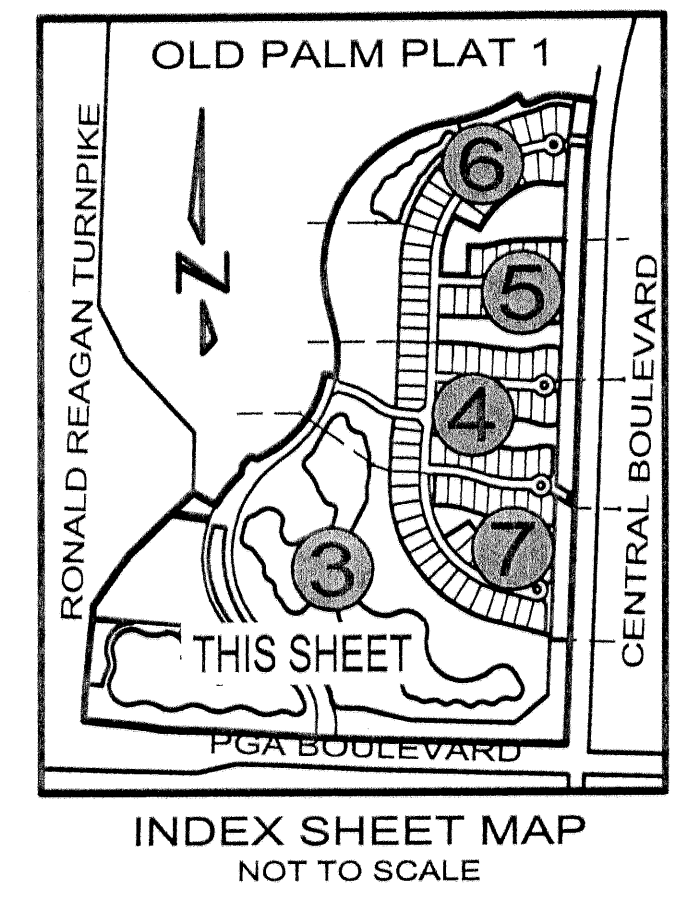 OLD PALM PLAT 1
RONALD REAGAN TURNPIKE
N
6
5
4
7
3
CENTRAL BOULEVARD
THIS SHEET
PGA BOULEVARD
INDEX SHEET MAP
NOT TO SCALE